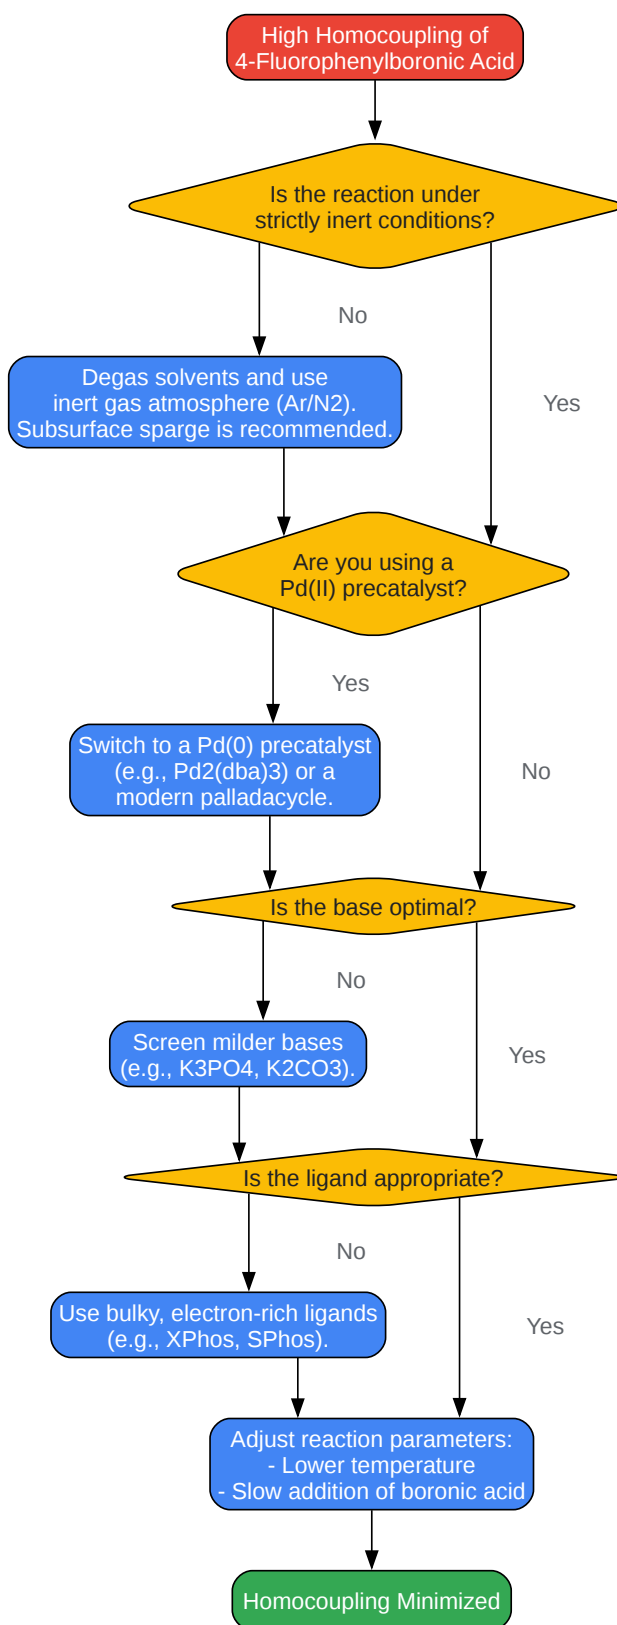 High Homocoupling of
4-Fluorophenylboronic Acid
Is the reaction under
strictly inert conditions?
No
Degas solvents and use
inert gas atmosphere (Ar/N2).
Subsurface sparge is recommended.
Yes
Are you using a
Pd(II) precatalyst?
Yes
Switch to a Pd(0) precatalyst
(e.g., Pd2(dba)3) or a
modern palladacycle.
No
Is the base optimal?
No
Screen milder bases
(e.g., K3PO4, K2CO3).
Yes
Is the ligand appropriate?
No
Use bulky, electron-rich ligands
(e.g., XPhos, SPhos).
Yes
Adjust reaction parameters:
- Lower temperature
- Slow addition of boronic acid
Homocoupling Minimized